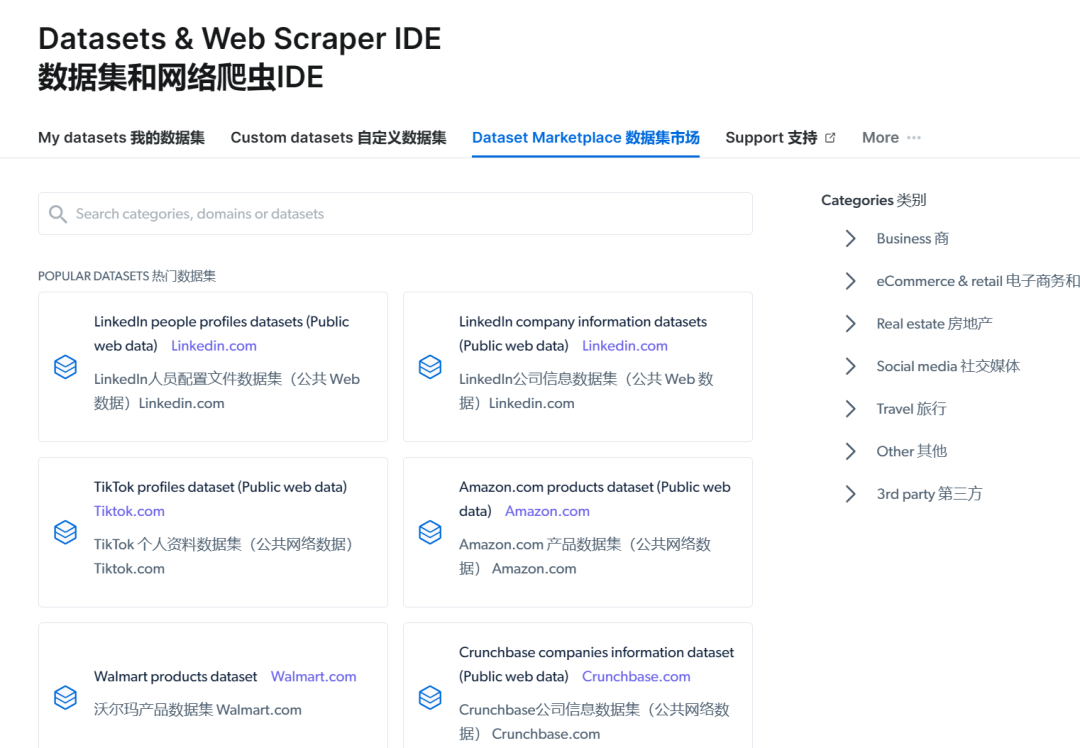 Datasets & Web Scraper IDE
数据集和网络爬虫IDE
My datasets 我的数据集
Custom datasets 自定义数据集
Dataset Marketplace 数据集市场
Support 支持
More
Search categories, domains or datasets
POPULAR DATASETS 热门数据集
LinkedIn people profiles datasets (Public
web data) Linkedin.com
LinkedIn人员配置文件数据集（公共 Web
数据）Linkedin.com
LinkedIn company information datasets
(Public web data) Linkedin.com
LinkedIn公司信息数据集（公共 Web 数
据）Linkedin.com
TikTok profiles dataset (Public web data)
Tiktok.com
TikTok 个人资料数据集（公共网络数据）
Tiktok.com
Amazon.com products dataset (Public web
data) Amazon.com
Amazon.com 产品数据集（公共网络数
据） Amazon.com
Walmart products dataset Walmart.com
沃尔玛产品数据集 Walmart.com
Crunchbase companies information dataset
(Public web data) Crunchbase.com
Crunchbase公司信息数据集（公共网络数
据） Crunchbase.com
Categories 类别
Business 商
eCommerce & retail 电子商务和
Real estate 房地产
Social media 社交媒体
Travel 旅行
Other 其他
3rd party 第三方